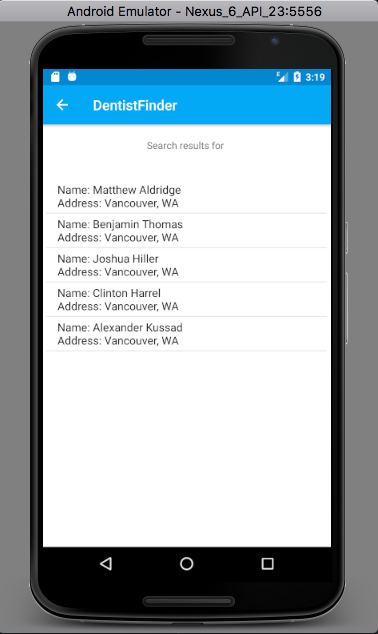 Android Emulator - Nexus_6_API_23:5556
3:19
DentistFinder
Search results for
Name: Matthew Aldridge
Address: Vancouver, WA
Name: Benjamin Thomas
Address: Vancouver, WA
Name: Joshua Hiller
Address: Vancouver, WA
Name: Clinton Harrel
Address: Vancouver, WA
Name: Alexander Kussad
Address: Vancouver, WA